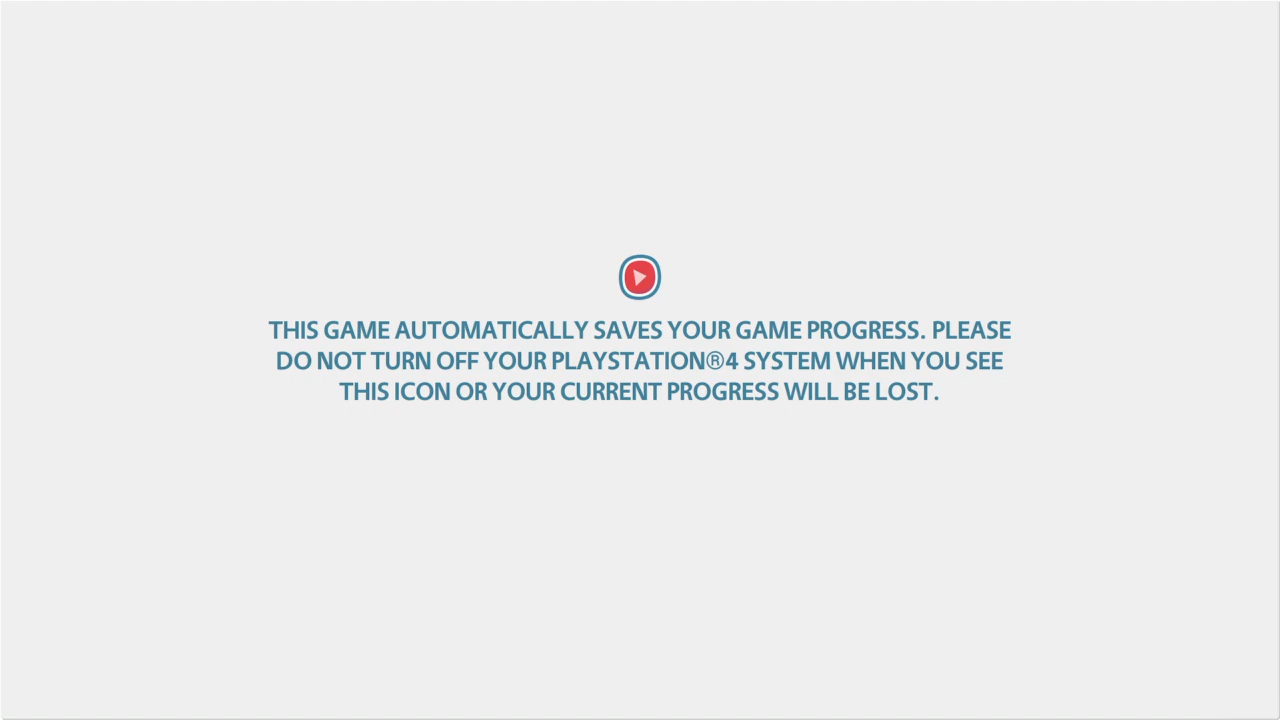 THIS GAME AUTOMATICALLY SAVES YOUR GAME PROGRESS. PLEASE
DO NOT TURN OFF YOUR PLAYSTATION®4 SYSTEM WHEN YOU SEE
THIS ICON OR YOUR CURRENT PROGRESS WILL BE LOST.